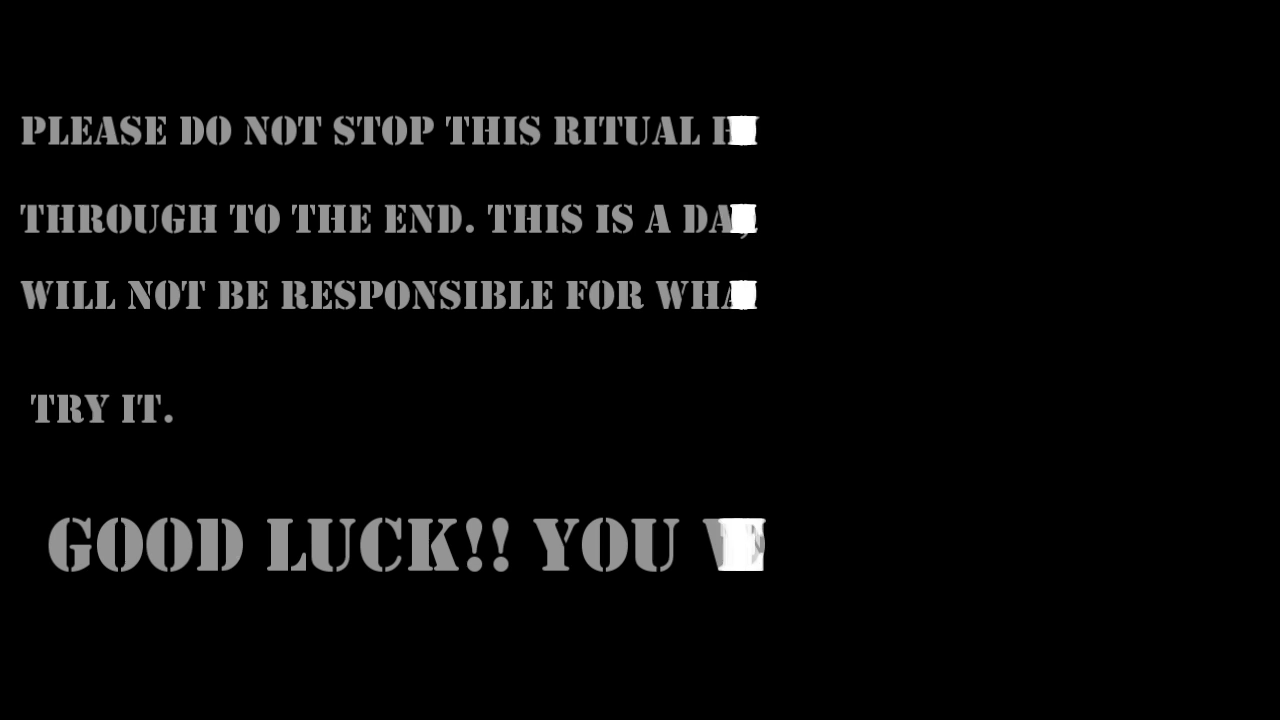 PLEASE DO NOT STOP THIS RITUAL
THROUGH TO THE END. THIS IS A
WILL NOT BE RESPONSIBLE FOR
TRY IT.
GOOD LUCK!! YOU